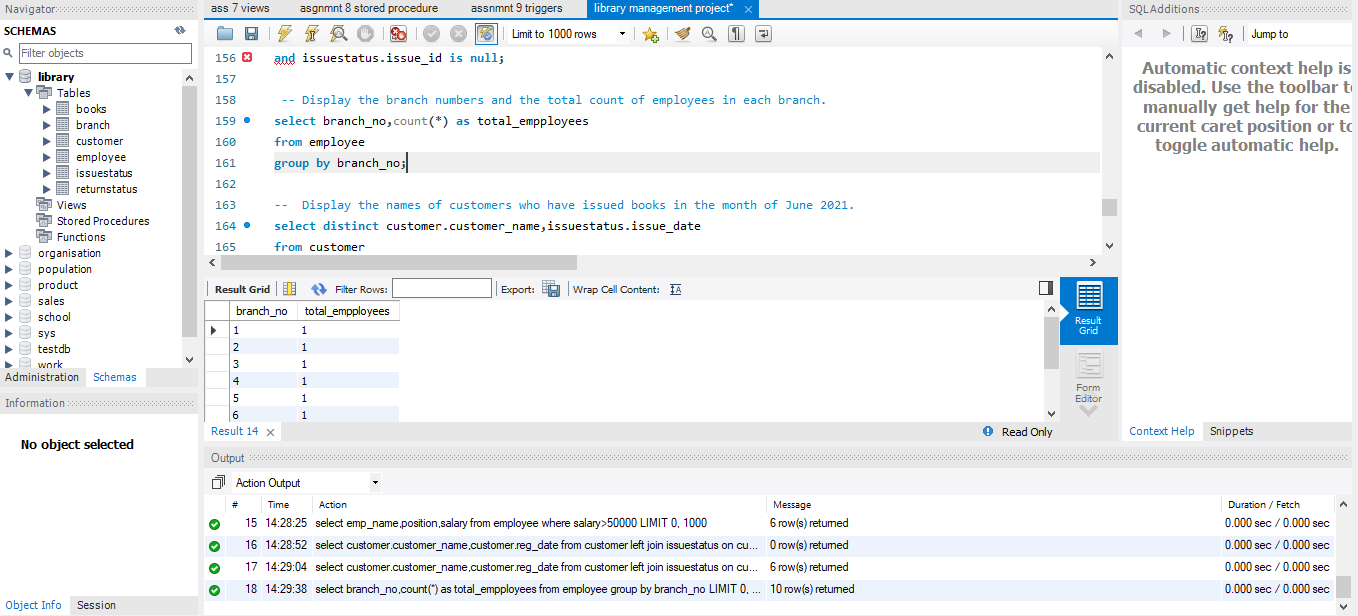 Navigator
SCHEMAS
Filter objects
library
Tables
books
branch
customer
employee
issuestatus
returnstatus
Views
Stored Procedures
Functions
organisation
population
product
sales
school
sys
testdb
work
Administration Schemas
Information
No object selected
Object Info Session
ass 7 views asgnmnt 8 stored procedure assnmnt 9 triggers library management project*
Limit to 1000 rows
156 and issuestatus.issue_id is null;
157
158 -- Display the branch numbers and the total count of employees in each branch.
159 select branch_no,count(*) as total_empployees
160 from employee
161 group by branch_no;
162
163 -- Display the names of customers who have issued books in the month of June 2021.
164 select distinct customer.customer_name,issuestatus.issue_date
165 from customer
Result Grid Filter Rows: Export: Wrap Cell Content:
branch_no total_empployees
1 1
2 1
3 1
4 1
5 1
6 1
Result
Grid
Form
Editor
Result 14 Read Only
Output
Action Output
# Time Action Message Duration / Fetch
15 14:28:25 select emp_name,position,salary from employee where salary>50000 LIMIT 0, 1000 6 row(s) returned 0.000 sec / 0.000 sec
16 14:28:52 select customer.customer_name,customer.reg_date from customer left join issuestatus on cu... 0 row(s) returned 0.000 sec / 0.000 sec
17 14:29:04 select customer.customer_name,customer.reg_date from customer left join issuestatus on cu... 6 row(s) returned 0.000 sec / 0.000 sec
18 14:29:38 select branch_no,count(*) as total_empployees from employee group by branch_no LIMIT 0, ... 10 row(s) returned 0.000 sec / 0.000 sec
SQLAdditions
Jump to
Automatic context help is
disabled. Use the toolbar to
manually get help for the
current caret position or to
toggle automatic help.
Context Help Snippets